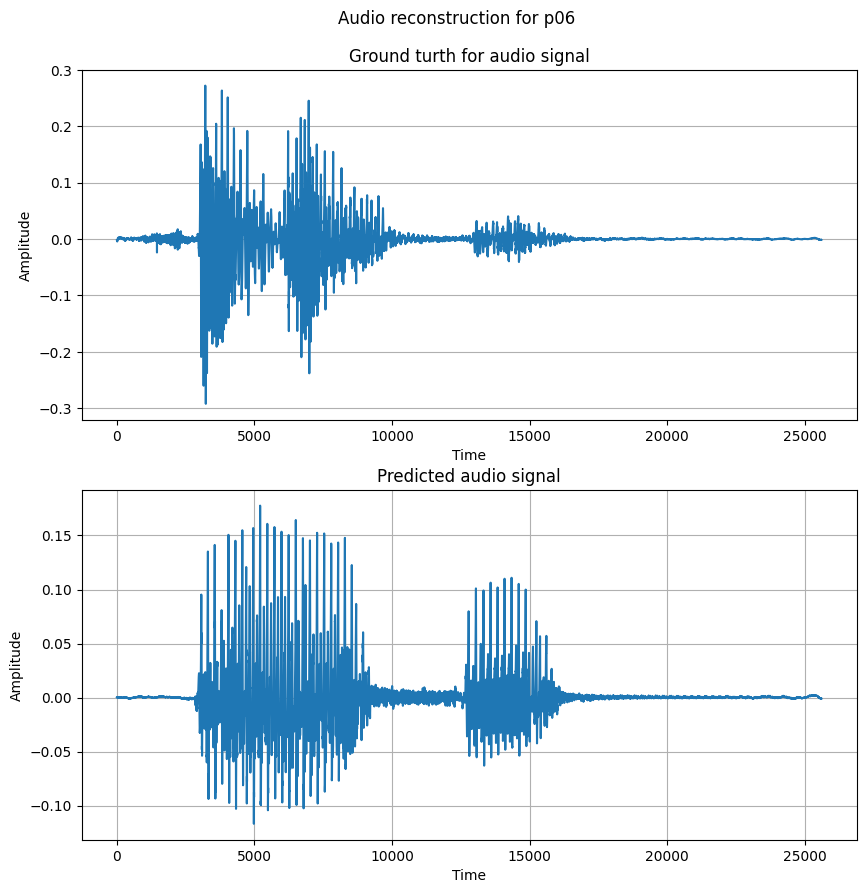 Audio reconstruction for p06
Ground turth for audio signal
0.3
0.2
0.1
0.0
−0.1
−0.2
−0.3
Amplitude
0 5000 10000 15000 20000 25000
Time
Predicted audio signal
0.15
0.10
0.05
0.00
−0.05
−0.10
Amplitude
0 5000 10000 15000 20000 25000
Time